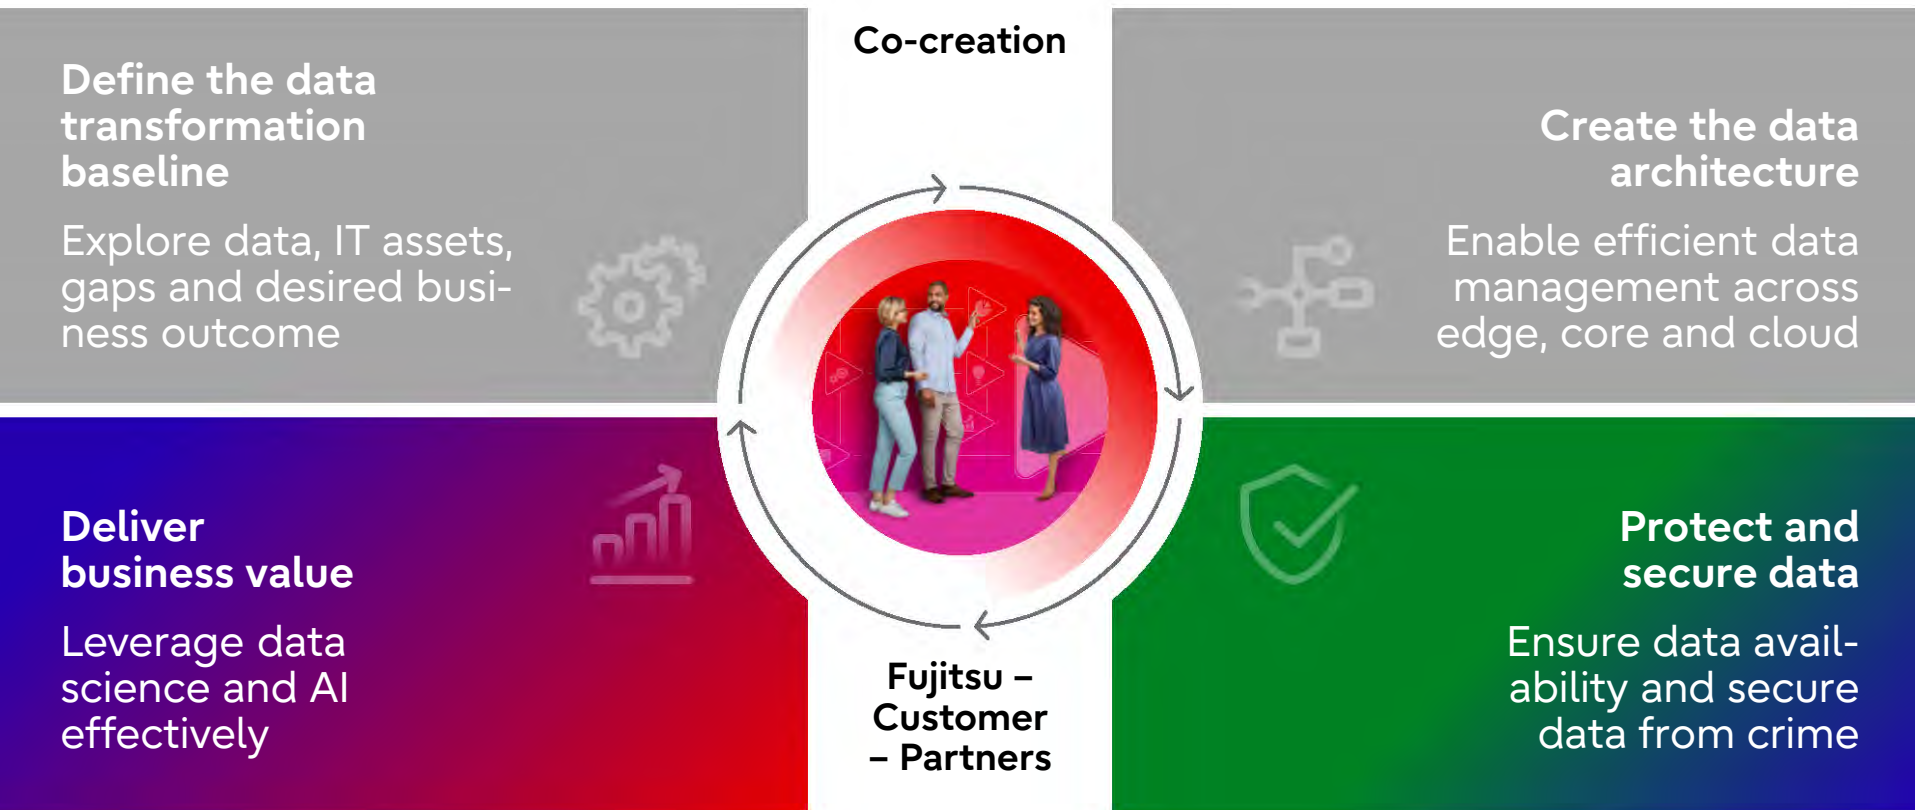 Co-creation
Define the data
transformation
baseline
Explore data, IT assets,
gaps and desired busi-
ness outcome
Create the data
architecture
Enable efficient data
management across
edge, core and cloud
Deliver
business value
Leverage data
science and AI
effectively
Protect and
secure data
Ensure data avail-
ability and secure
data from crime
Fujitsu –
Customer
– Partners